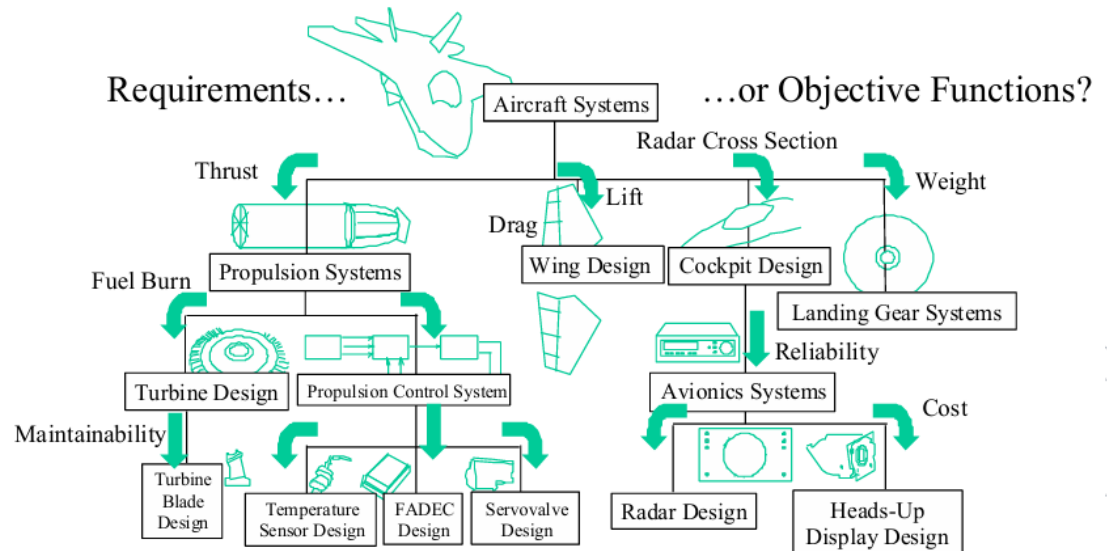 Requirements…
Aircraft Systems
…or Objective Functions?
Radar Cross Section
Thrust
Lift
Weight
Drag
Propulsion Systems
Wing Design
Cockpit Design
Fuel Burn
Landing Gear Systems
Reliability
Turbine Design
Propulsion Control System
Avionics Systems
Cost
Maintainability
Turbine
Blade
Design
Temperature
Sensor Design
FADEC
Design
Servovalve
Design
Radar Design
Heads-Up
Display Design